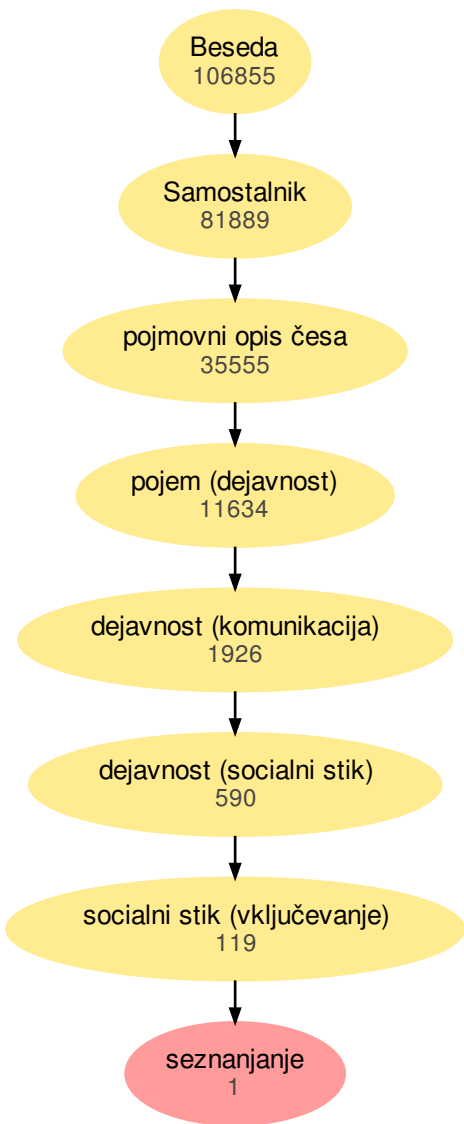 Beseda
106855
Samostalnik
81889
pojmovni opis česa
35555
pojem (dejavnost)
11634
dejavnost (komunikacija)
1926
dejavnost (socialni stik)
590
socialni stik (vključevanje)
119
seznanjanje
1